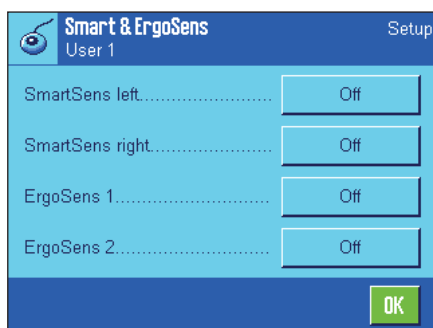 Smart & ErgoSens Setup
User 1
SmartSens left........................ Off
SmartSens right...................... Off
ErgoSens 1............................ Off
ErgoSens 2............................ Off
OK